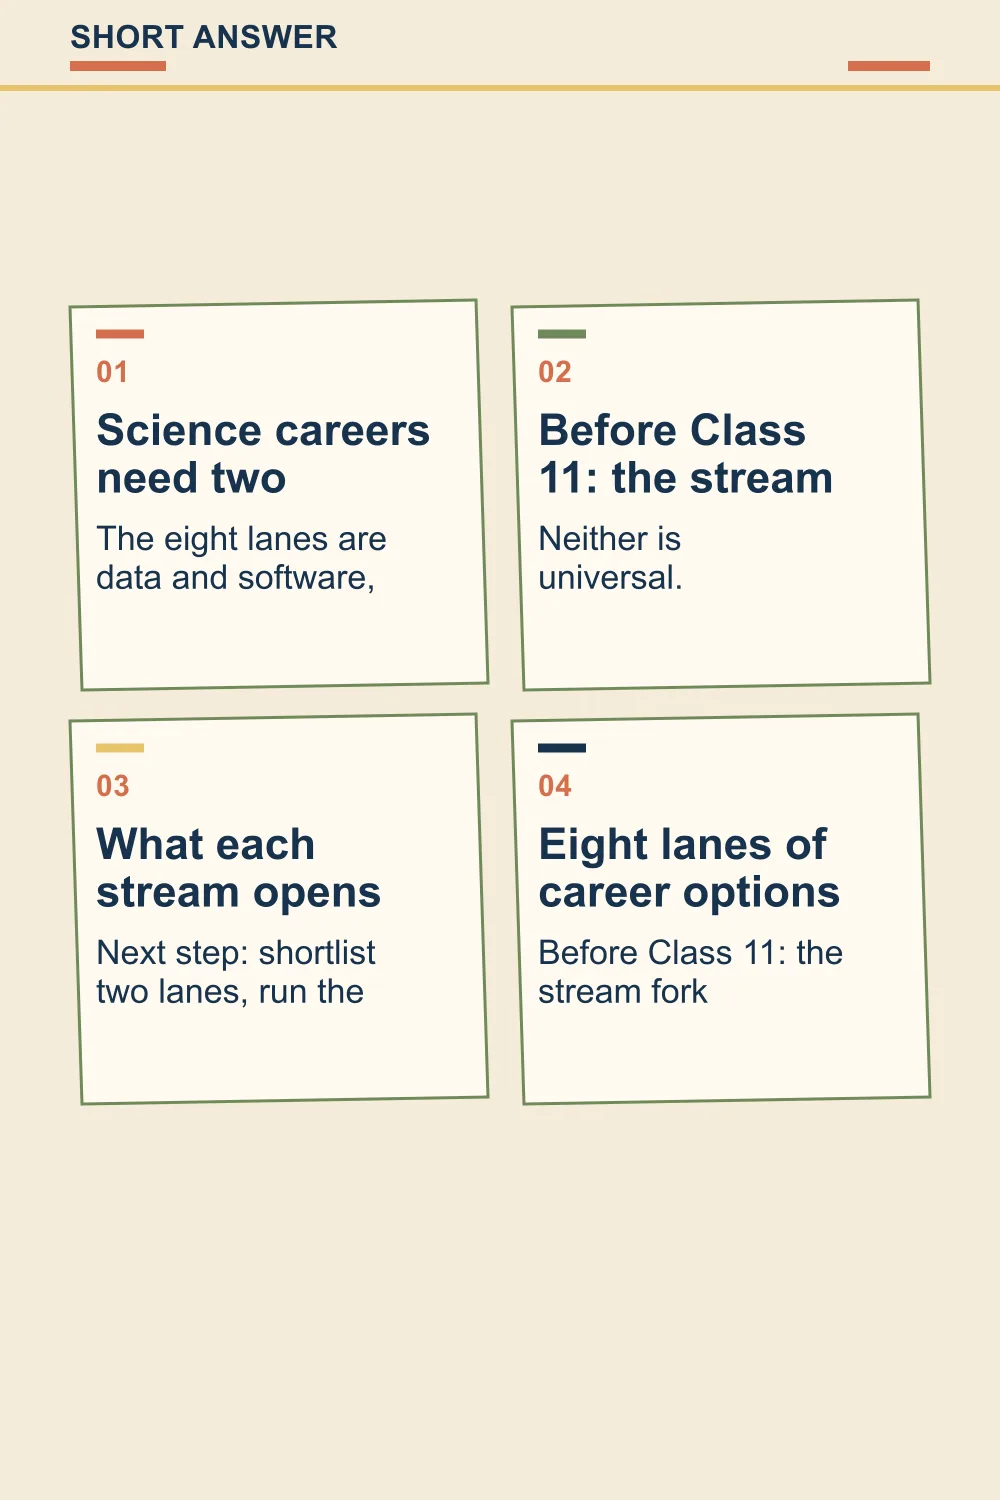 SHORT ANSWER
01
Science careers
need two
The eight lanes are
data and software,
02
Before Class
11: the stream
Neither is
universal.
03
What each
stream opens
Next step: shortlist
two lanes, run the
04
Eight lanes of
career options
Before Class 11: the
stream fork